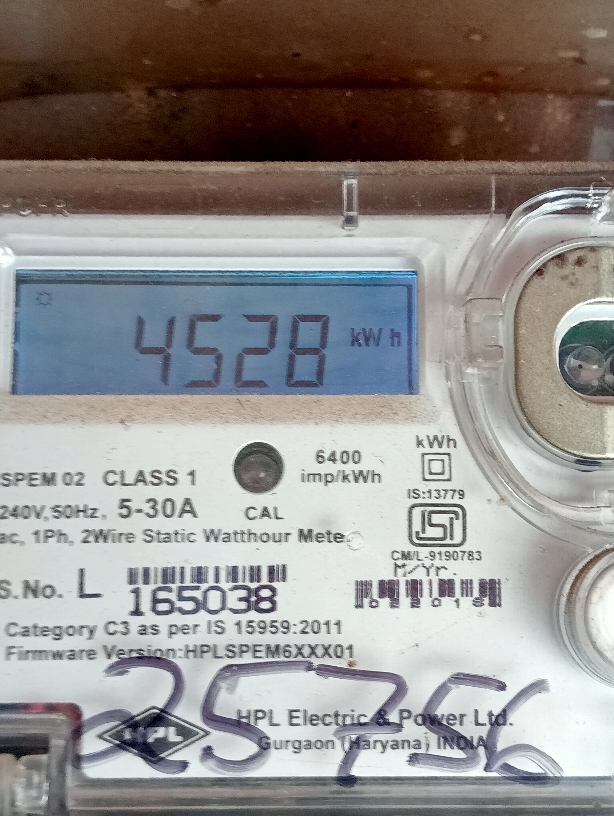 4528 kWh
kWh
6400
imp/kWh
SPEM 02 CLASS 1
IS:13779
240V, 50Hz, 5-30A
CAL
ISI
ac, 1Ph, 2Wire Static Watthour Mete
CM/L-9190783
M/Yr.
S.No. L 165038
Category C3 as per IS 15959:2011
Firmware Version:HPLSPEM6XXX01
25756
HPL
HPL Electric & Power Ltd.
Gurgaon (Haryana) INDIA